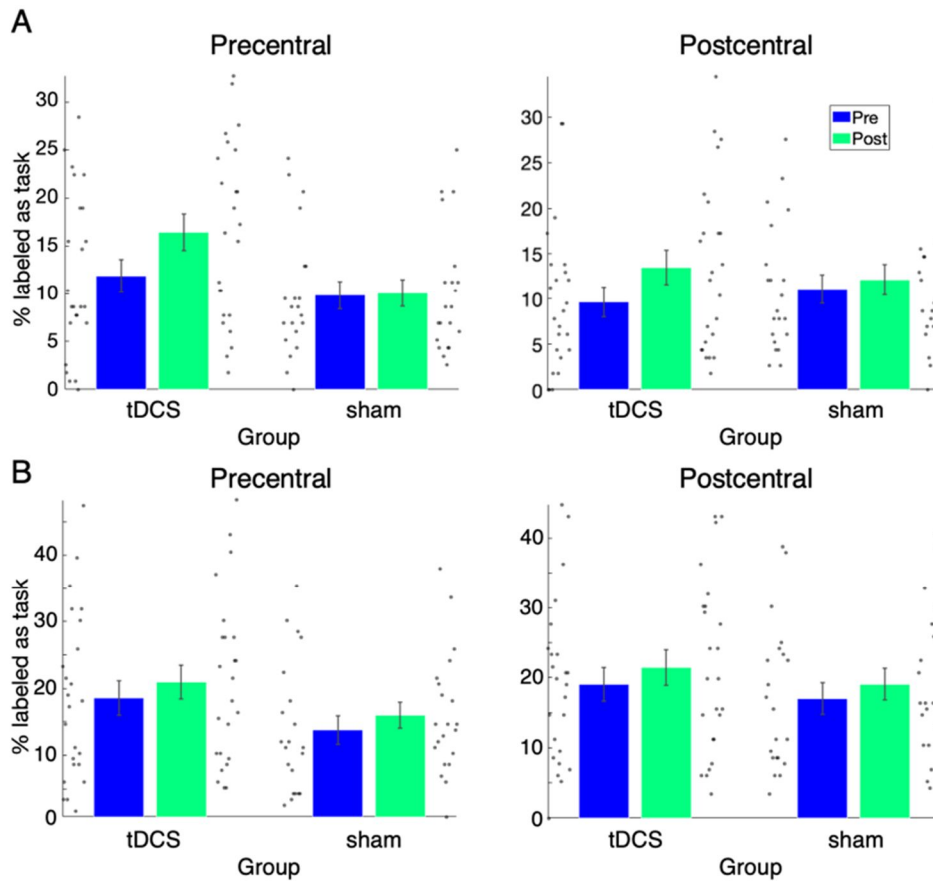 A
Precentral
Postcentral
% labeled as task
30
25
20
15
10
5
0
tDCS
sham
Group
30
25
20
15
10
5
0
Pre
Post
tDCS
sham
Group
B
Precentral
Postcentral
% labeled as task
40
30
20
10
0
tDCS
sham
Group
40
30
20
10
0
tDCS
sham
Group